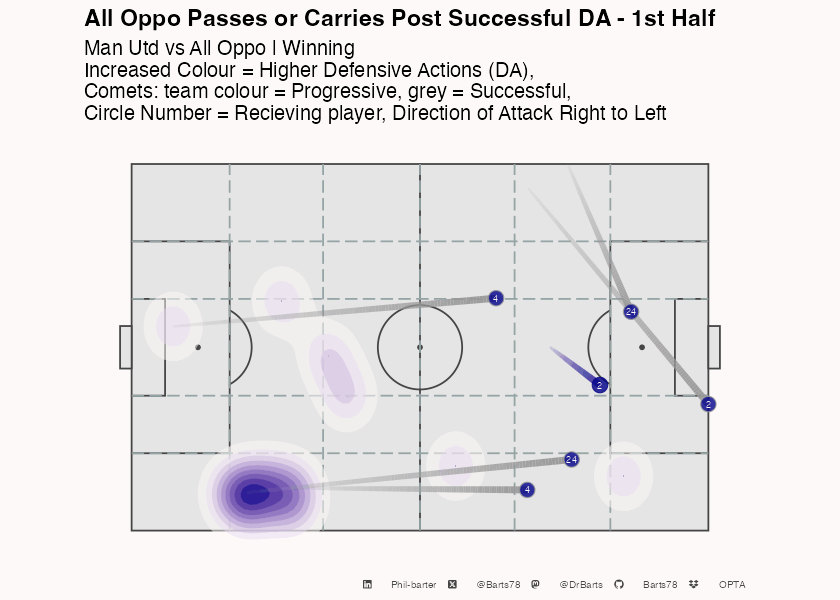 All Oppo Passes or Carries Post Successful DA - 1st Half
Man Utd vs All Oppo | Winning
Increased Colour = Higher Defensive Actions (DA),
Comets: team colour = Progressive, grey = Successful,
Circle Number = Recieving player, Direction of Attack Right to Left
4
24
2
2
24
4
Phil-barter @Barts78 @DrBarts Barts78 OPTA